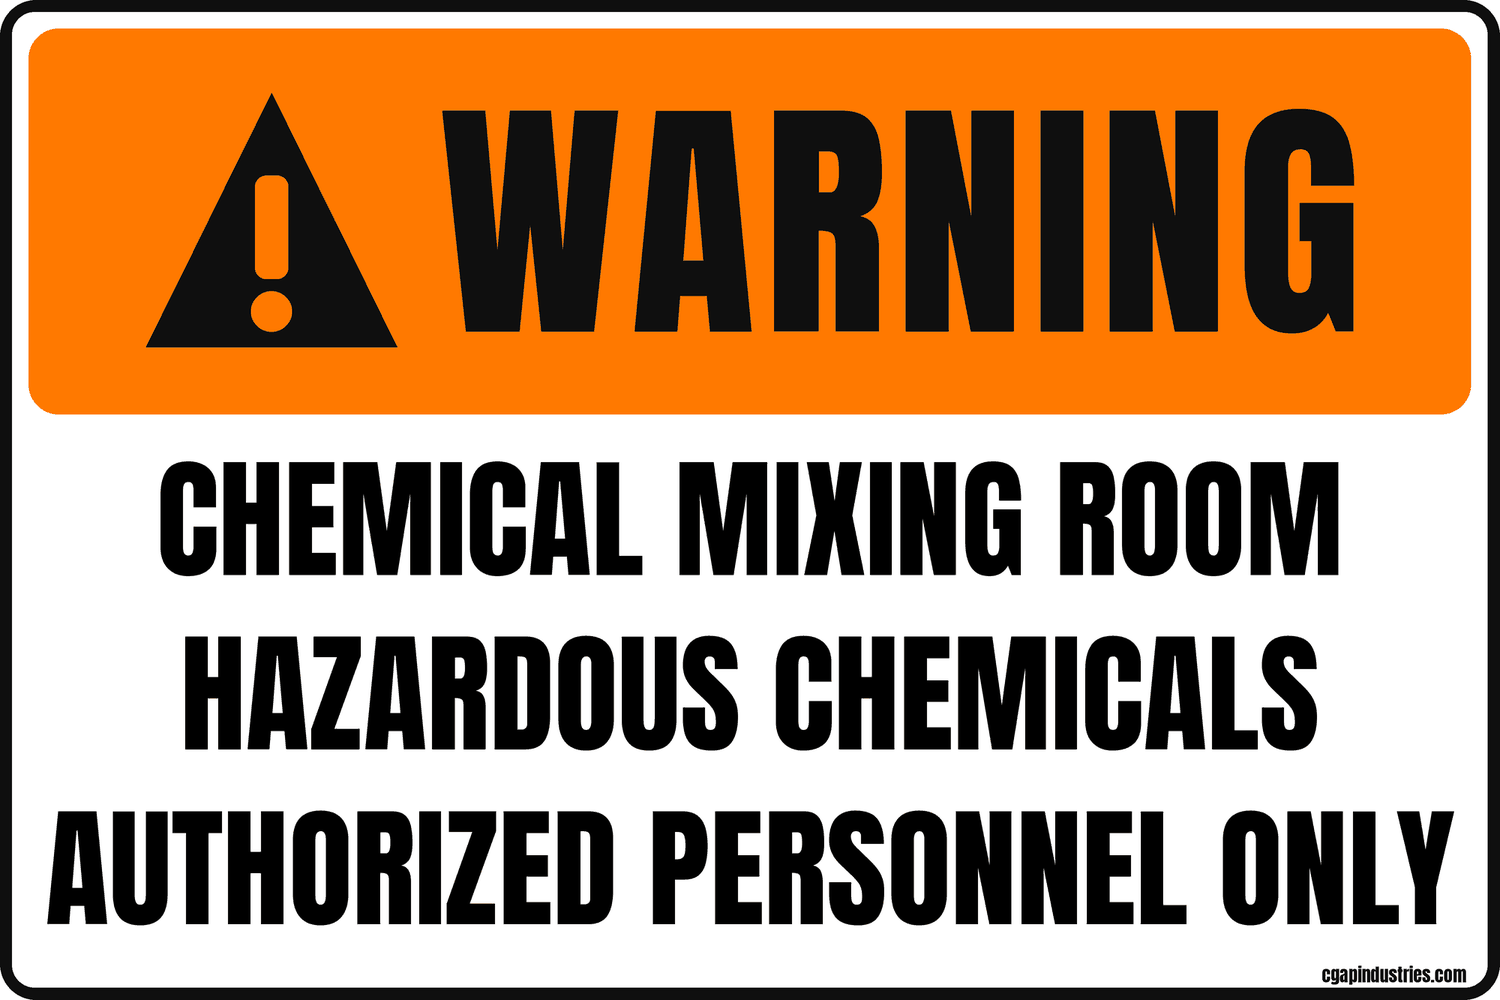 WARNING
CHEMICAL MIXING ROOM
HAZARDOUS CHEMICALS
AUTHORIZED PERSONNEL ONLY
cgapindustries.com